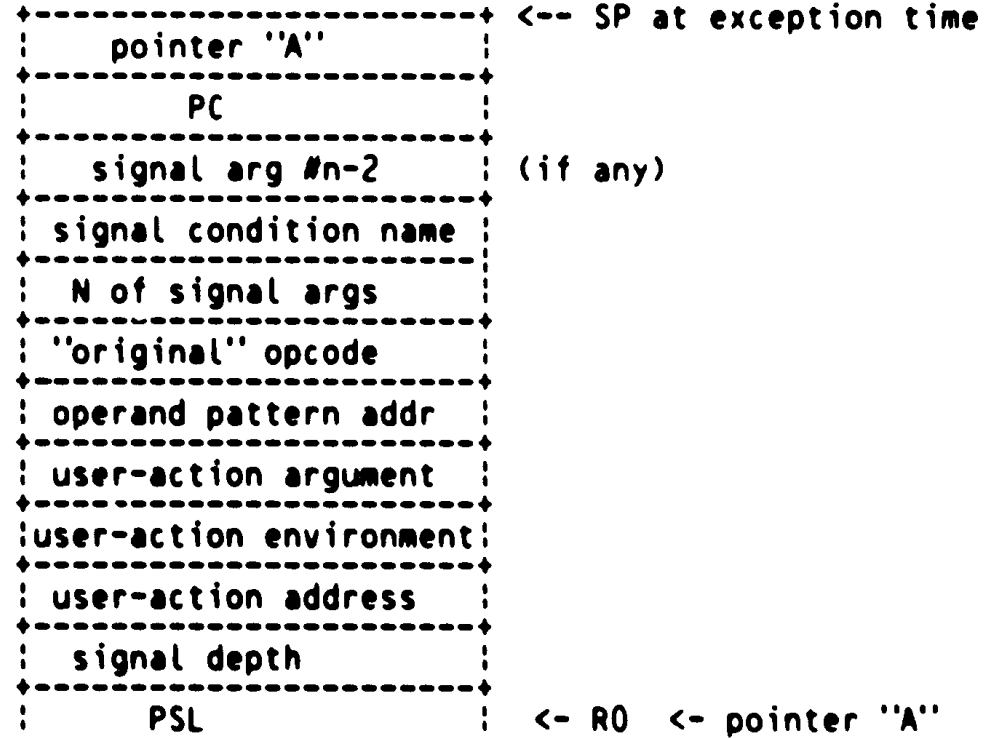 +-----------------------+ <-- SP at exception time
:     pointer "A"       :
+-----------------------+
:         PC            :
+-----------------------+
:    signal arg #n-2    : (if any)
+-----------------------+
: signal condition name :
+-----------------------
:   N of signal args    :
+-----------------------+
: "original" opcode     :
+-----------------------+
: operand pattern addr  :
+-----------------------+
: user-action argument  :
+-----------------------+
:user-action environment:
+-----------------------+
: user-action address   :
+-----------------------+
:   signal depth        :
+-----------------------+
:       PSL             :  <- R0  <- pointer "A"